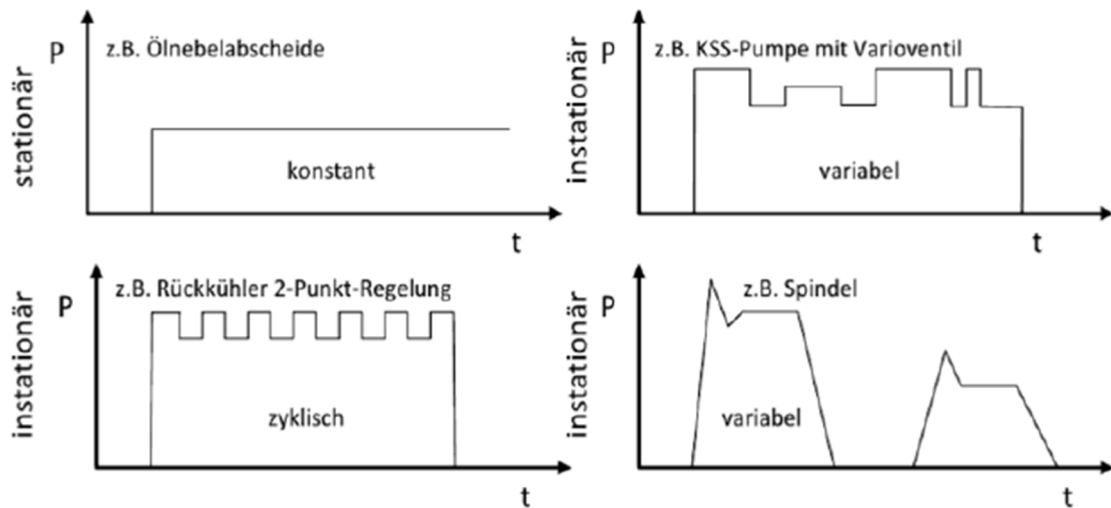 stationär
P
z.B. Ölnebelabscheide
konstant
t
instationär
P
z.B. KSS-Pumpe mit Varioventil
variabel
t
instationär
P
z.B. Rückkühler 2-Punkt-Regelung
zyklisch
t
instationär
P
z.B. Spindel
variabel
t